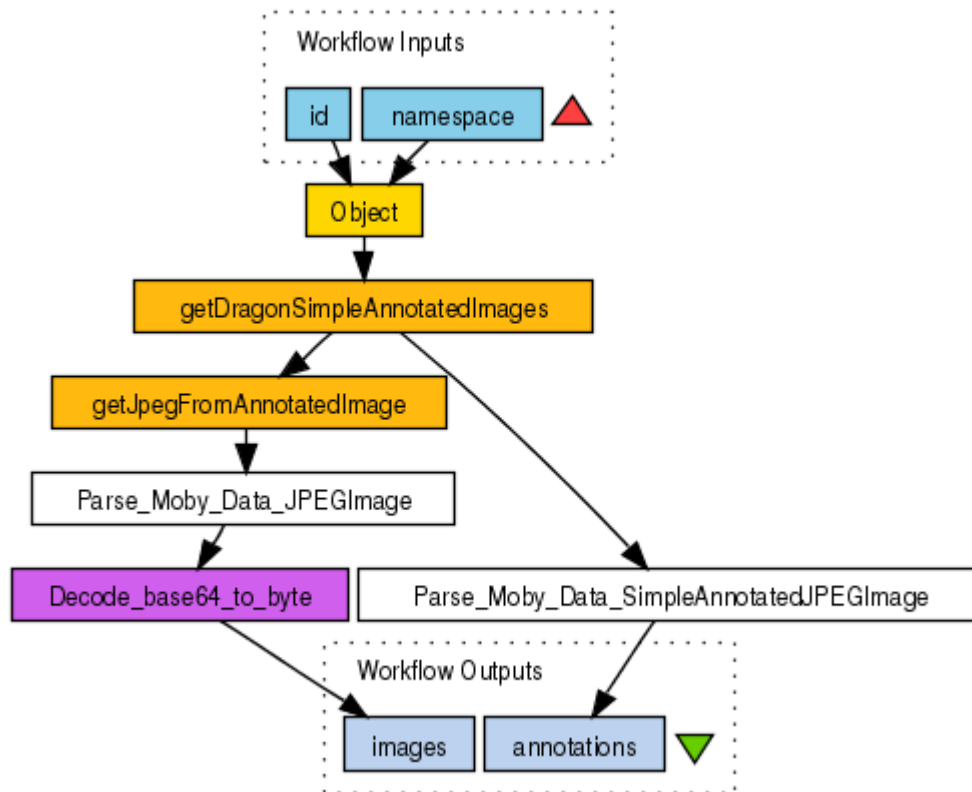 Workflow Inputs
id
namespace
Object
getDragonSimpleAnnotatedImages
getJpegFromAnnotatedImage
Parse_Moby_Data_JPEGImage
Decode_base64_to_byte
Parse_Moby_Data_SimpleAnnotatedJPEGImage
Workflow Outputs
images
annotations